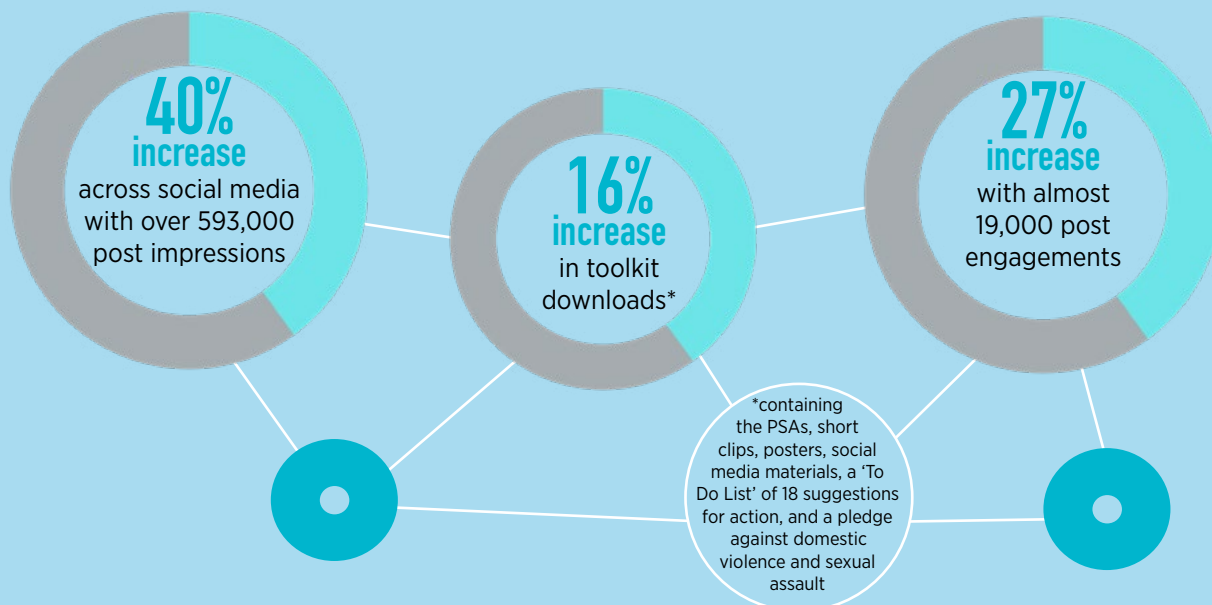 40%
increase
across social media
with over 593,000
post impressions
16%
increase
in toolkit
downloads*
27%
increase
with almost
19,000 post
engagements
*containing
the PSAs, short
clips, posters, social
media materials, a ‘To
Do List’ of 18 suggestions
for action, and a pledge
against domestic
violence and sexual
assault